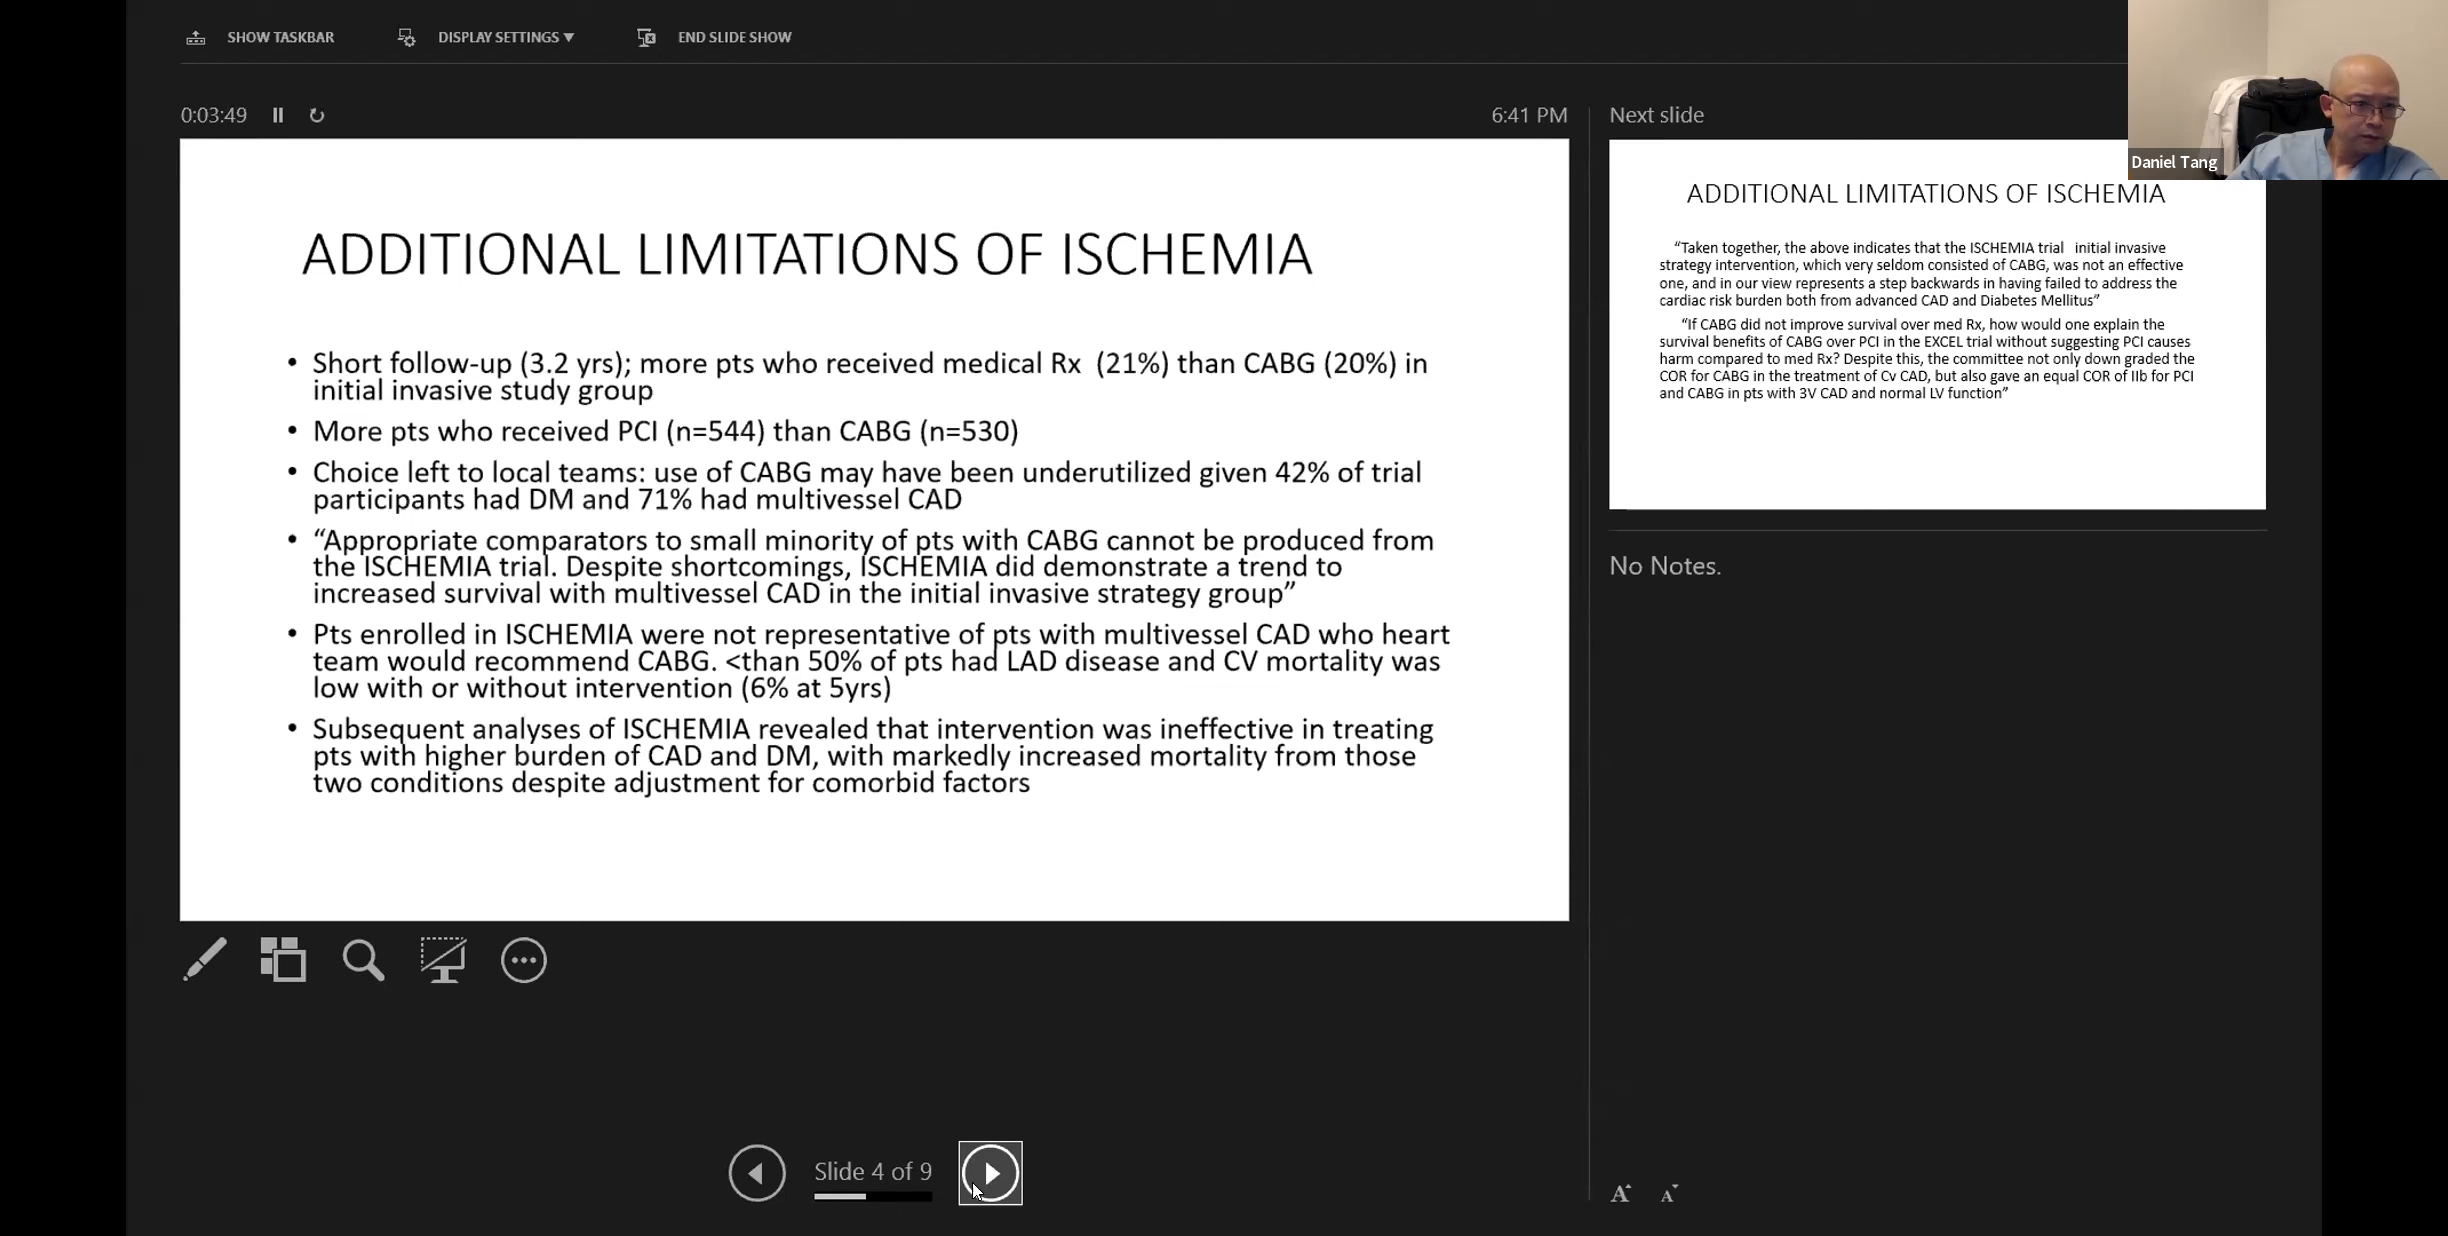 SHOW TASKBAR
DISPLAY SETTINGS ▾
END SLIDE SHOW
0:03:49
6:41 PM
ADDITIONAL LIMITATIONS OF ISCHEMIA
• Short follow-up (3.2 yrs); more pts who received medical Rx (21%) than CABG (20%) in
initial invasive study group
• More pts who received PCI (n=544) than CABG (n=530)
• Choice left to local teams: use of CABG may have been underutilized given 42% of trial
participants had DM and 71% had multivessel CAD
• “Appropriate comparators to small minority of pts with CABG cannot be produced from
the ISCHEMIA trial. Despite shortcomings, ISCHEMIA did demonstrate a trend to
increased survival with multivessel CAD in the initial invasive strategy group”
• Pts enrolled in ISCHEMIA were not representative of pts with multivessel CAD who heart
team would recommend CABG. <than 50% of pts had LAD disease and CV mortality was
low with or without intervention (6% at 5yrs)
• Subsequent analyses of ISCHEMIA revealed that intervention was ineffective in treating
pts with higher burden of CAD and DM, with markedly increased mortality from those
two conditions despite adjustment for comorbid factors
Slide 4 of 9
Next slide
Daniel Tang
ADDITIONAL LIMITATIONS OF ISCHEMIA
“Taken together, the above indicates that the ISCHEMIA trial initial invasive
strategy intervention, which very seldom consisted of CABG, was not an effective
one, and in our view represents a step backwards in having failed to address the
cardiac risk burden both from advanced CAD and Diabetes Mellitus”
“If CABG did not improve survival over med Rx, how would one explain the
survival benefits of CABG over PCI in the EXCEL trial without suggesting PCI causes
harm compared to med Rx? Despite this, the committee not only down graded the
COR for CABG in the treatment of Cv CAD, but also gave an equal COR of IIb for PCI
and CABG in pts with 3V CAD and normal LV function”
No Notes.
A A